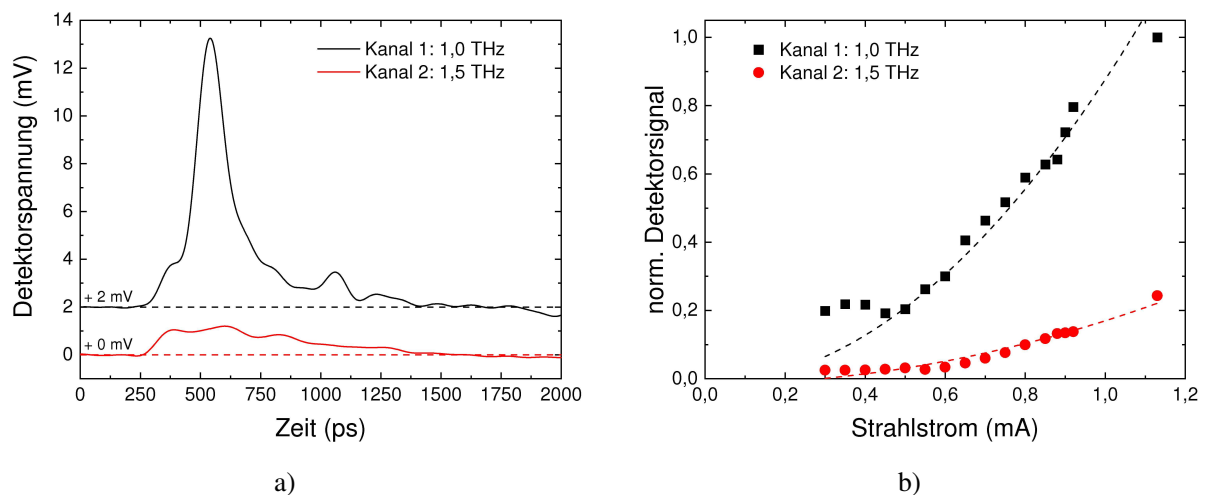 14
12
10
8
6
4
2
0
Detektorspannung (mV)
Kanal 1: 1,0 THz
Kanal 2: 1,5 THz
+ 2 mV
+ 0 mV
0 250 500 750 1000 1250 1500 1750 2000
Zeit (ps)
a)
1,0
0,8
0,6
0,4
0,2
0,0
norm. Detektorsignal
Kanal 1: 1,0 THz
Kanal 2: 1,5 THz
0,0 0,2 0,4 0,6 0,8 1,0 1,2
Strahlstrom (mA)
b)